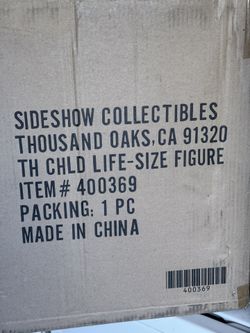 SIDESHOW COLLECTIBLES
THOUSAND OAKS, CA 91320
TH CHLD LIFE-SIZE FIGURE
ITEM# 400369
PACKING: 1 PC
MADE IN CHINA
400369